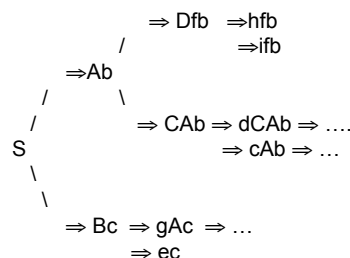 ⇒ Dfb ⇒hfb
/ ⇒ifb
⇒Ab
/ \
/ ⇒ CAb ⇒ dCAb ⇒ ….
S ⇒ cAb ⇒ …
\
\
⇒ Bc ⇒ gAc ⇒ …
⇒ ec